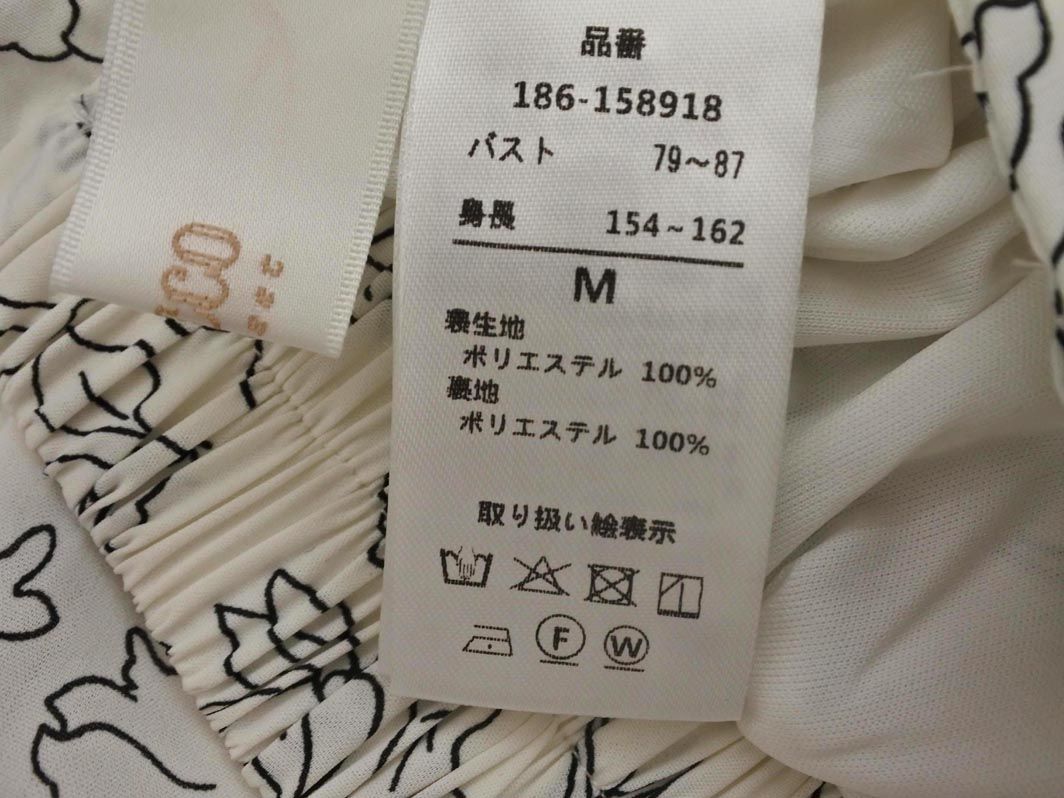 品番
186-158918
バスト 79~87
身長 154~162
M
表生地
ポリエステル 100%
裏地
ポリエステル 100%
取り扱い絵表示
F W